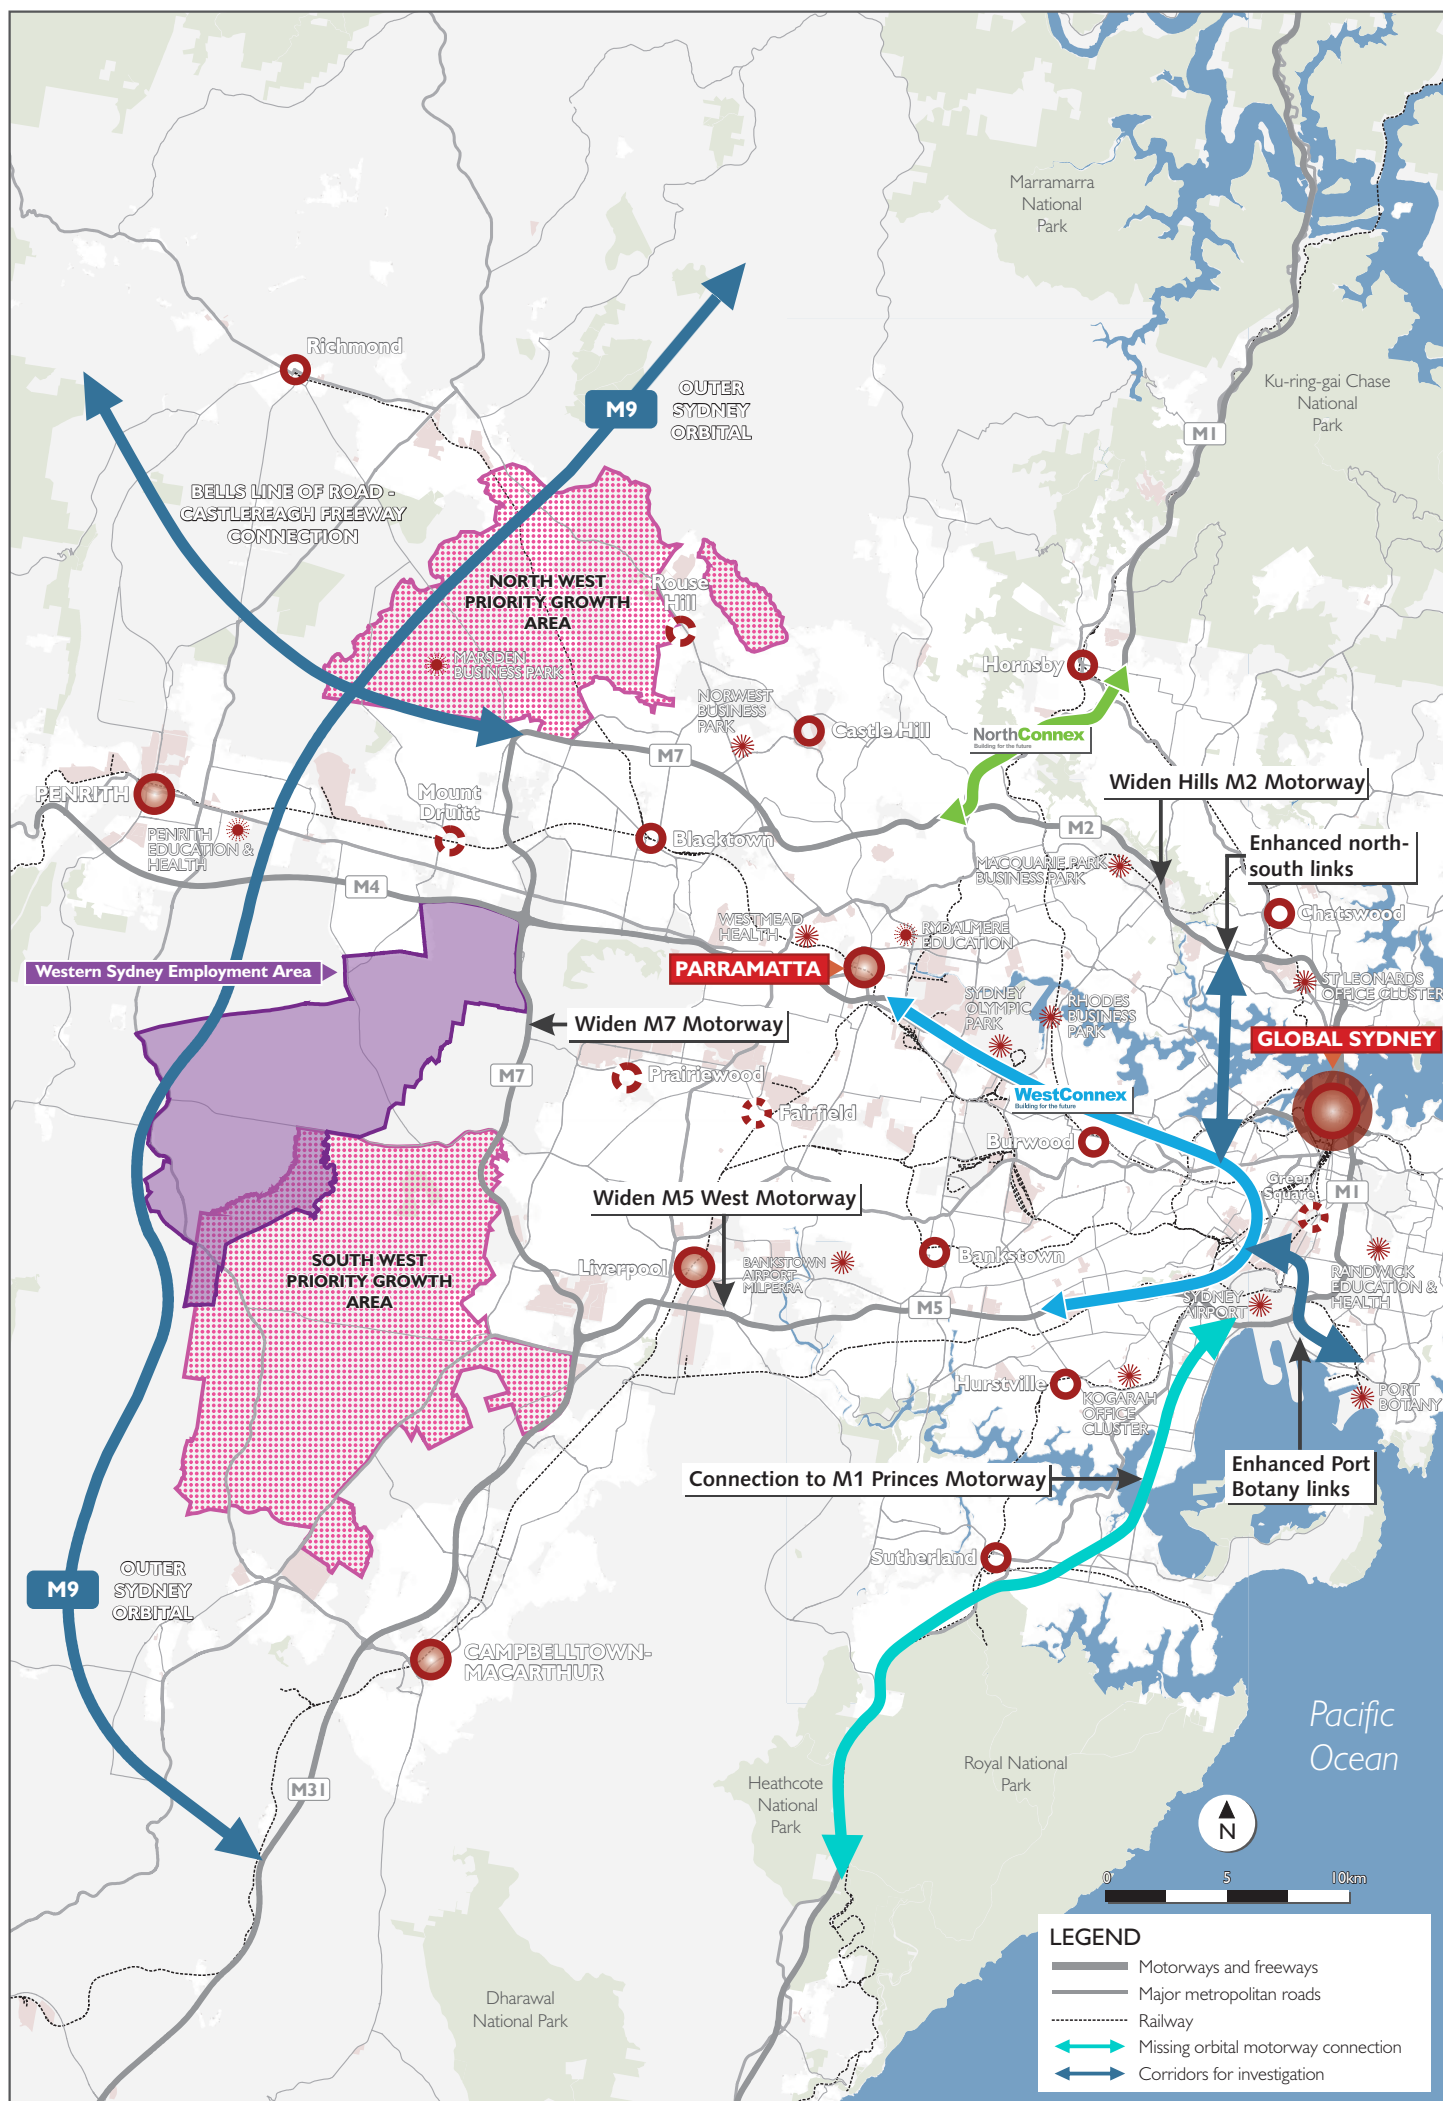 Marramarra
National
Park
Richmond
Ku-ring-gai Chase
National
Park
M9
OUTER
SYDNEY
ORBITAL
M1
BELLS LINE OF ROAD -
CASTLEREAGH FREEWAY
CONNECTION
NORTH WEST
PRIORITY GROWTH
AREA
Rouse
Hill
MARSDEN
BUSINESS PARK
Hornsby
NORWEST
BUSINESS
PARK
Castle Hill
NorthConnex
Building for the future
M7
PENRITH
Mount
Druitt
Widen Hills M2 Motorway
PENRITH
EDUCATION &
HEALTH
Blacktown
M2
Enhanced north-
south links
MACQUARIE PARK
BUSINESS PARK
M4
Chatswood
WESTMEAD
HEALTH
RYDALMERE
EDUCATION
Western Sydney Employment Area
PARRAMATTA
ST LEONARDS
OFFICE CLUSTER
SYDNEY
OLYMPIC
PARK
RHODES
BUSINESS
PARK
Widen M7 Motorway
GLOBAL SYDNEY
M7
Prairiewood
WestConnex
Building for the future
Fairfield
Burwood
Green
Square
M1
Widen M5 West Motorway
SOUTH WEST
PRIORITY GROWTH
AREA
Liverpool
BANKSTOWN
AIRPORT-
MILPERRA
Bankstown
RANDWICK
EDUCATION &
HEALTH
SYDNEY
AIRPORT
M5
Hurstville
KOGARAH
OFFICE
CLUSTER
PORT
BOTANY
Connection to M1 Princes Motorway
Enhanced Port
Botany links
Sutherland
M9
OUTER
SYDNEY
ORBITAL
CAMPBELLTOWN-
MACARTHUR
Pacific
Ocean
Royal National
Park
Heathcote
National
Park
M31
N
0 5 10km
Dharawal
National Park
LEGEND
Motorways and freeways
Major metropolitan roads
Railway
Missing orbital motorway connection
Corridors for investigation